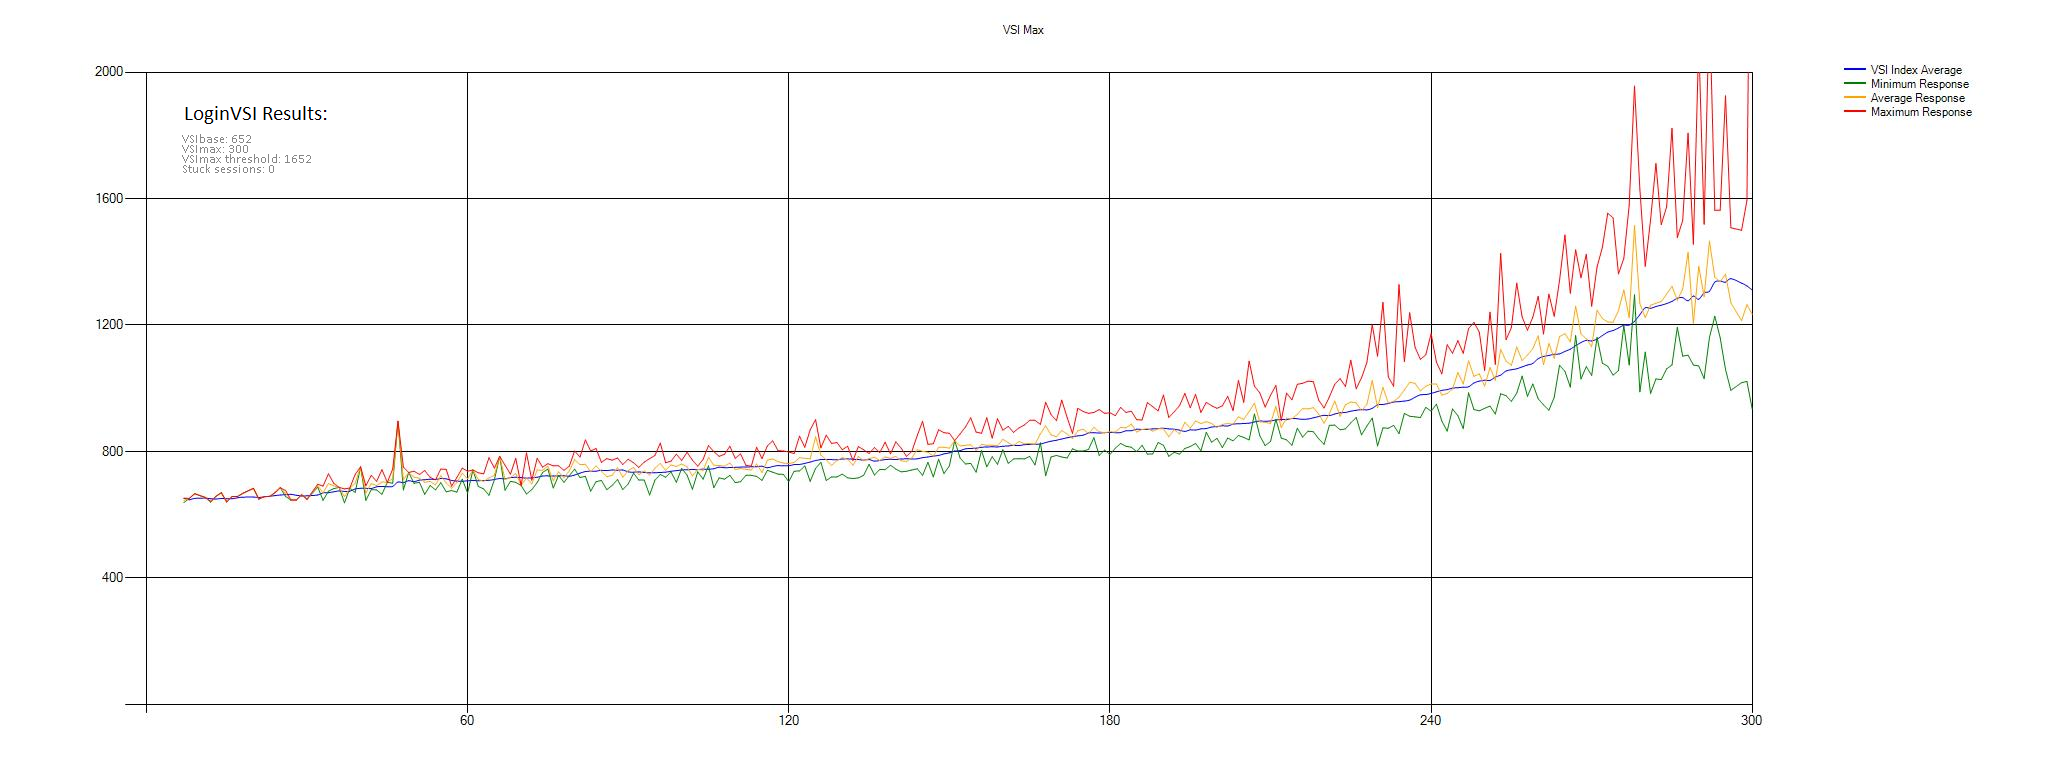 VSI Max
VSI Index Average
Minimum Response
Average Response
Maximum Response
LoginVSI Results:
VSIbase: 652
VSImax: 300
VSImax threshold: 1652
Stuck sessions: 0
2000
1600
1200
800
400
60 120 180 240 300